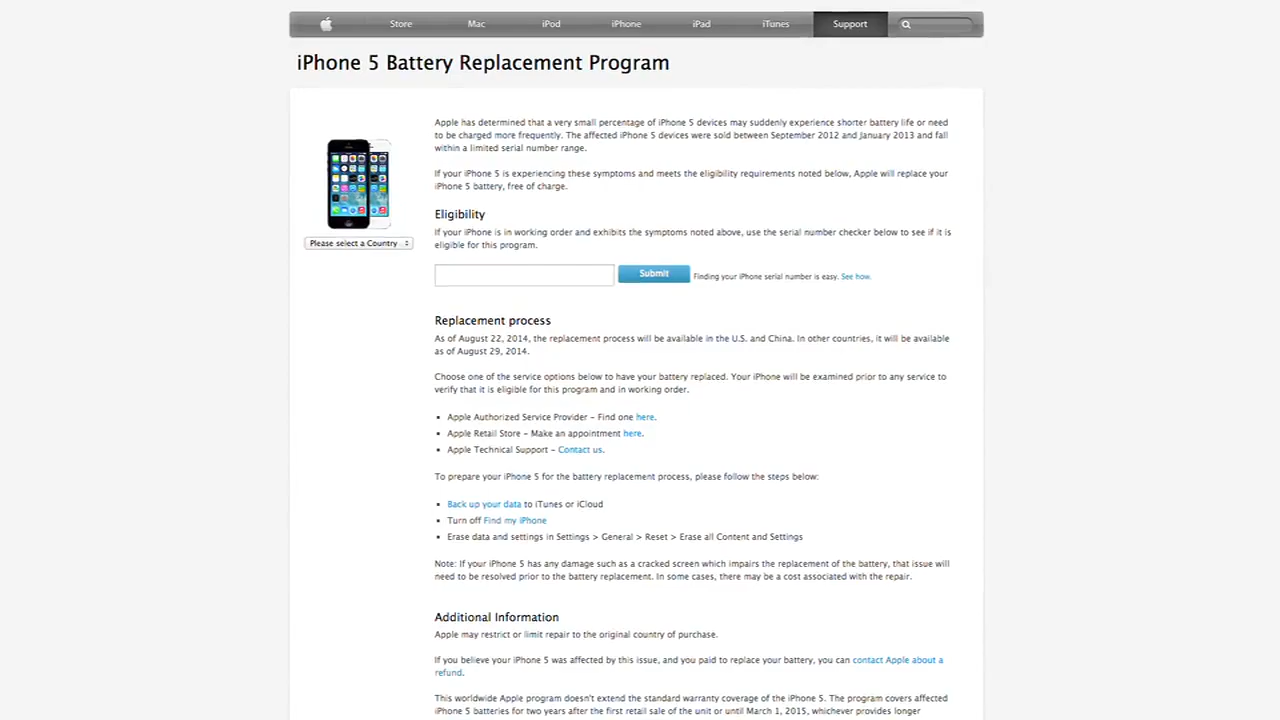 Store Mac iPod iPhone iPad iTunes Support
iPhone 5 Battery Replacement Program
Apple has determined that a very small percentage of iPhone 5 devices may suddenly experience shorter battery life or need
to be charged more frequently. The affected iPhone 5 devices were sold between September 2012 and January 2013 and fall
within a limited serial number range.
If your iPhone 5 is experiencing these symptoms and meets the eligibility requirements noted below, Apple will replace your
iPhone 5 battery, free of charge.
Please select a Country
Eligibility
If your iPhone is in working order and exhibits the symptoms noted above, use the serial number checker below to see if it is
eligible for this program.
Submit Finding your iPhone serial number is easy. See how.
Replacement process
As of August 22, 2014, the replacement process will be available in the U.S. and China. In other countries, it will be available
as of August 29, 2014.
Choose one of the service options below to have your battery replaced. Your iPhone will be examined prior to any service to
verify that it is eligible for this program and in working order.
▪ Apple Authorized Service Provider – Find one here.
▪ Apple Retail Store – Make an appointment here.
▪ Apple Technical Support – Contact us.
To prepare your iPhone 5 for the battery replacement process, please follow the steps below:
▪ Back up your data to iTunes or iCloud
▪ Turn off Find my iPhone
▪ Erase data and settings in Settings > General > Reset > Erase all Content and Settings
Note: If your iPhone 5 has any damage such as a cracked screen which impairs the replacement of the battery, that issue will
need to be resolved prior to the battery replacement. In some cases, there may be a cost associated with the repair.
Additional Information
Apple may restrict or limit repair to the original country of purchase.
If you believe your iPhone 5 was affected by this issue, and you paid to replace your battery, you can contact Apple about a
refund.
This worldwide Apple program doesn't extend the standard warranty coverage of the iPhone 5. The program covers affected
iPhone 5 batteries for two years after the first retail sale of the unit or until March 1, 2015, whichever provides longer